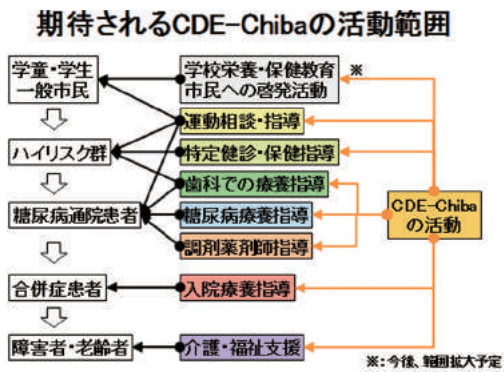 期待されるCDE-Chibaの活動範囲
学童・学生
一般市民
学校栄養・保健教育
市民への啓発活動
※
運動相談・指導
ハイリスク群
特定健診・保健指導
歯科での療養指導
糖尿病通院患者
糖尿病療養指導
CDE-Chiba
の活動
調剤薬剤師指導
合併症患者
入院療養指導
障害者・老齢者
介護・福祉支援
※:今後、範囲拡大予定